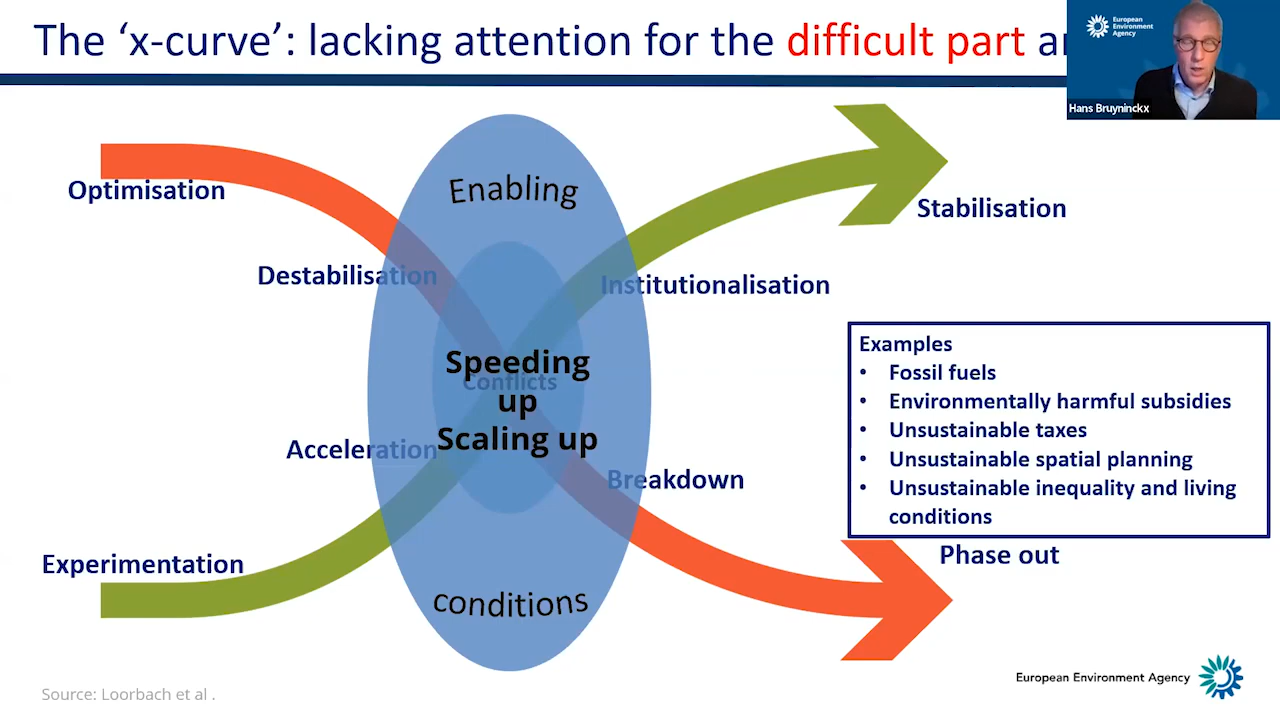 The ‘x-curve’: lacking attention for the difficult part
European
Environment
Agency
Hans Bruyninckx
Optimisation
Enabling
Stabilisation
Destabilisation
Institutionalisation
Speeding
Conflicts
up
Scaling up
Acceleration
Breakdown
Examples
• Fossil fuels
• Environmentally harmful subsidies
• Unsustainable taxes
• Unsustainable spatial planning
• Unsustainable inequality and living
conditions
Phase out
Experimentation
conditions
European Environment Agency
Source: Loorbach et al .